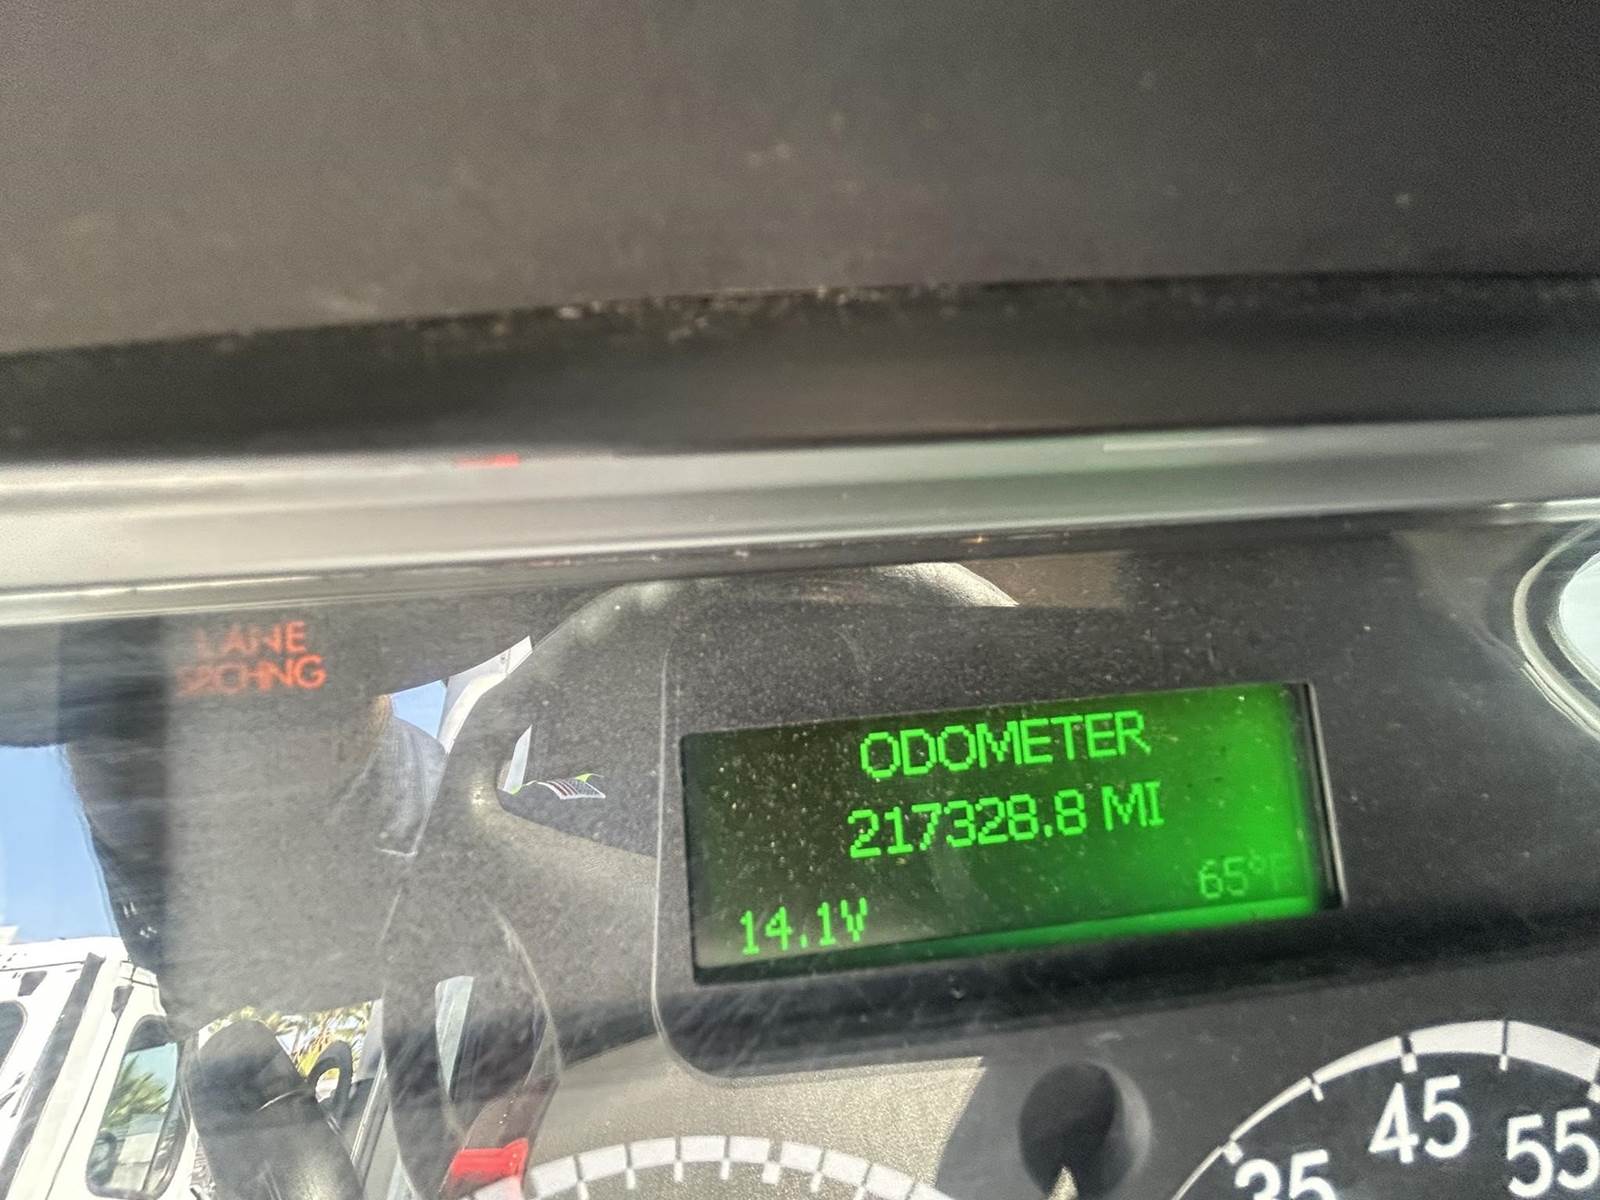 LANE
ODOMETER
217328.8 MI
65°F
14.1V
45
35
55